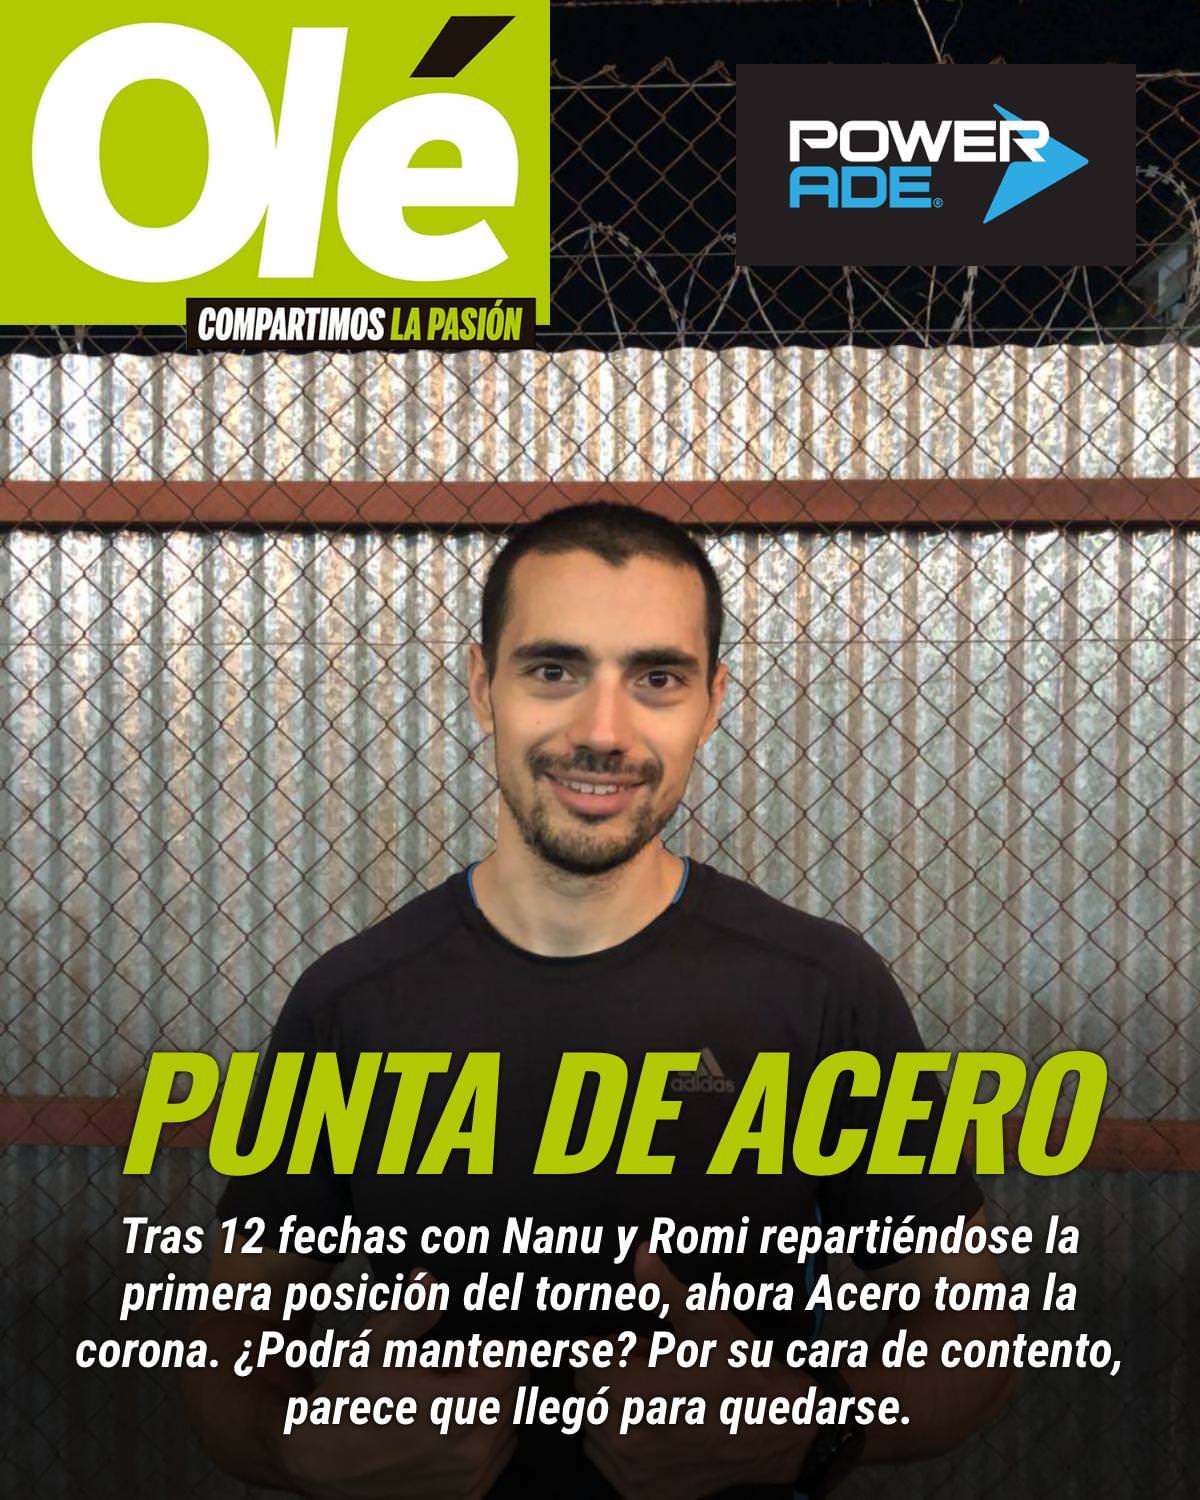 Olé
COMPARTIMOS LA PASIÓN
POWER
ADE®
adidas
PUNTA DE ACERO
Tras 12 fechas con Nanu y Romi repartiéndose la
primera posición del torneo, ahora Acero toma la
corona. ¿Podrá mantenerse? Por su cara de contento,
parece que llegó para quedarse.